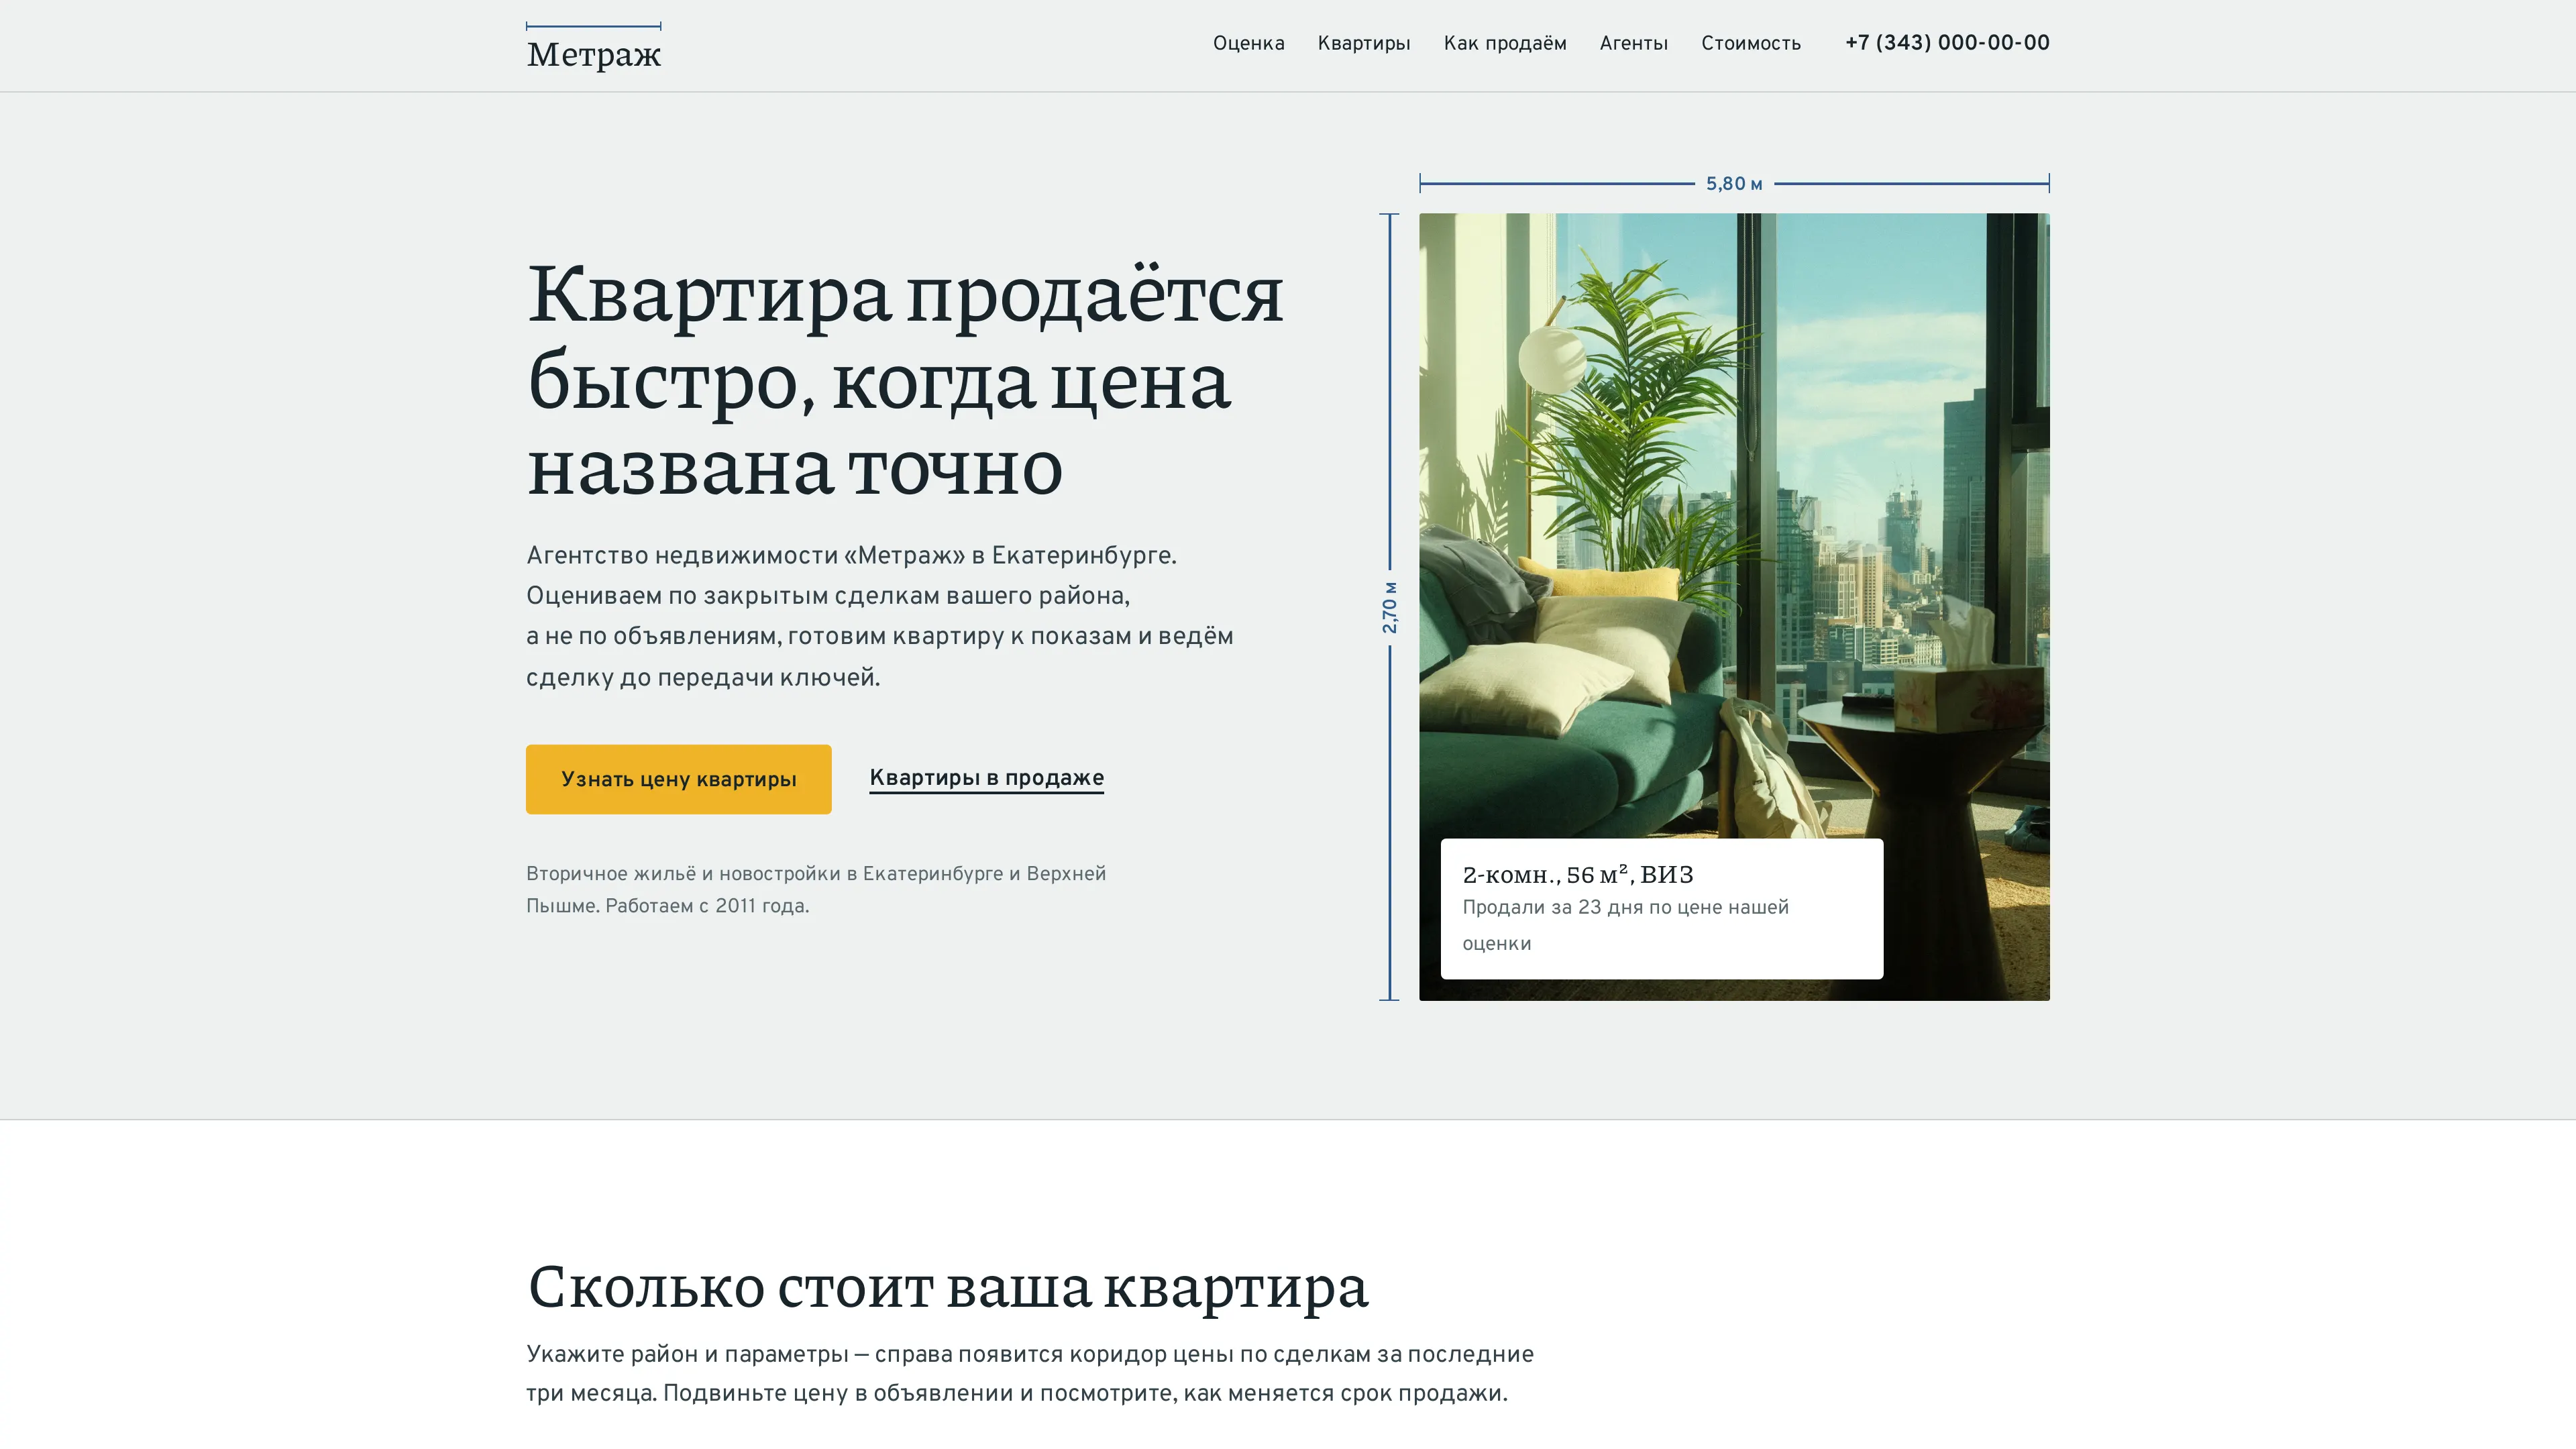 Метраж
Оценка Квартиры Как продаём Агенты Стоимость +7 (343) 000-00-00
5,80 м
2,70 м
Квартира продаётся
быстро, когда цена
названа точно
Агентство недвижимости «Метраж» в Екатеринбурге.
Оцениваем по закрытым сделкам вашего района,
а не по объявлениям, готовим квартиру к показам и ведём
сделку до передачи ключей.
Узнать цену квартиры Квартиры в продаже
Вторичное жильё и новостройки в Екатеринбурге и Верхней
Пышме. Работаем с 2011 года.
2-комн., 56 м², ВИЗ
Продали за 23 дня по цене нашей
оценки
Сколько стоит ваша квартира
Укажите район и параметры — справа появится коридор цены по сделкам за последние
три месяца. Подвиньте цену в объявлении и посмотрите, как меняется срок продажи.